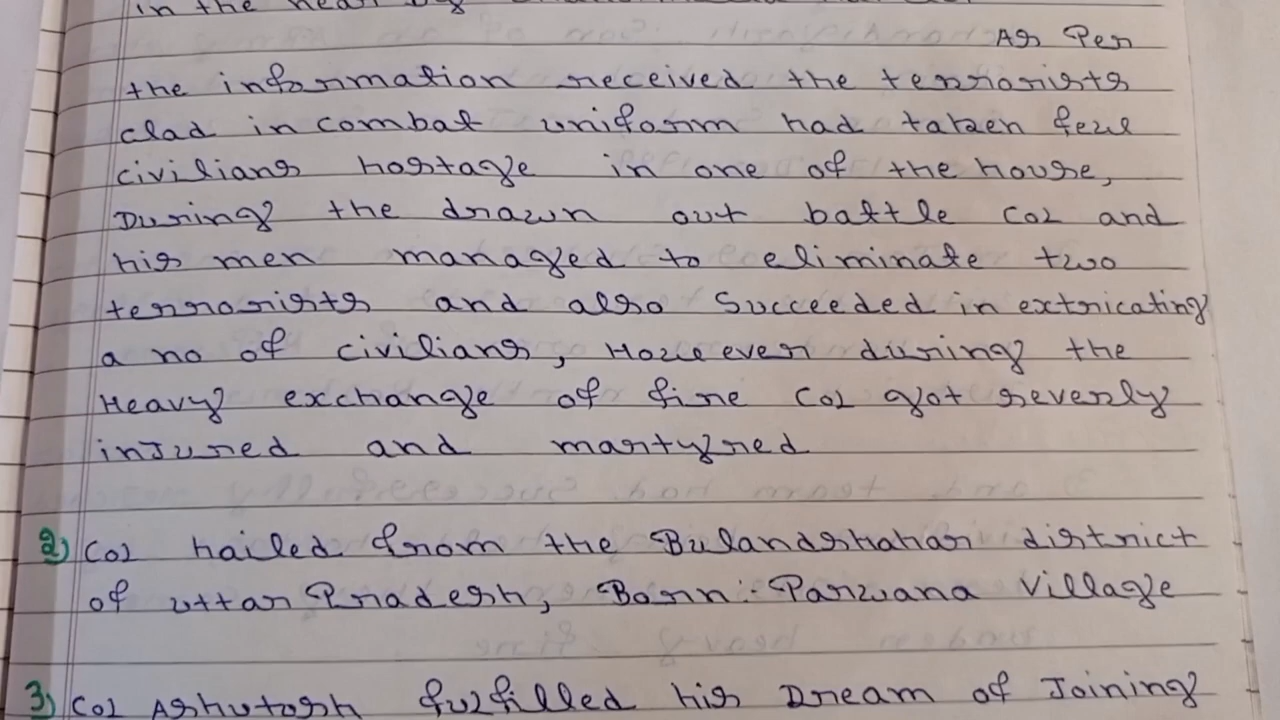 in the
As Per
the information received the terrorists
clad in combat uniform had taken few
civilians hostage in one of the house,
During the drawn out battle Col and
his men managed to eliminate two
terrorists and also Succeeded in extricating
a no of civilians, However during the
Heavy exchange of fire Col got severly
inJured and martyred
2) Col hailed from the Bulandshahar district
of Uttar Pradesh, Born:- Parwana Village
3) Col Ashutosh fulfilled his Dream of Joining